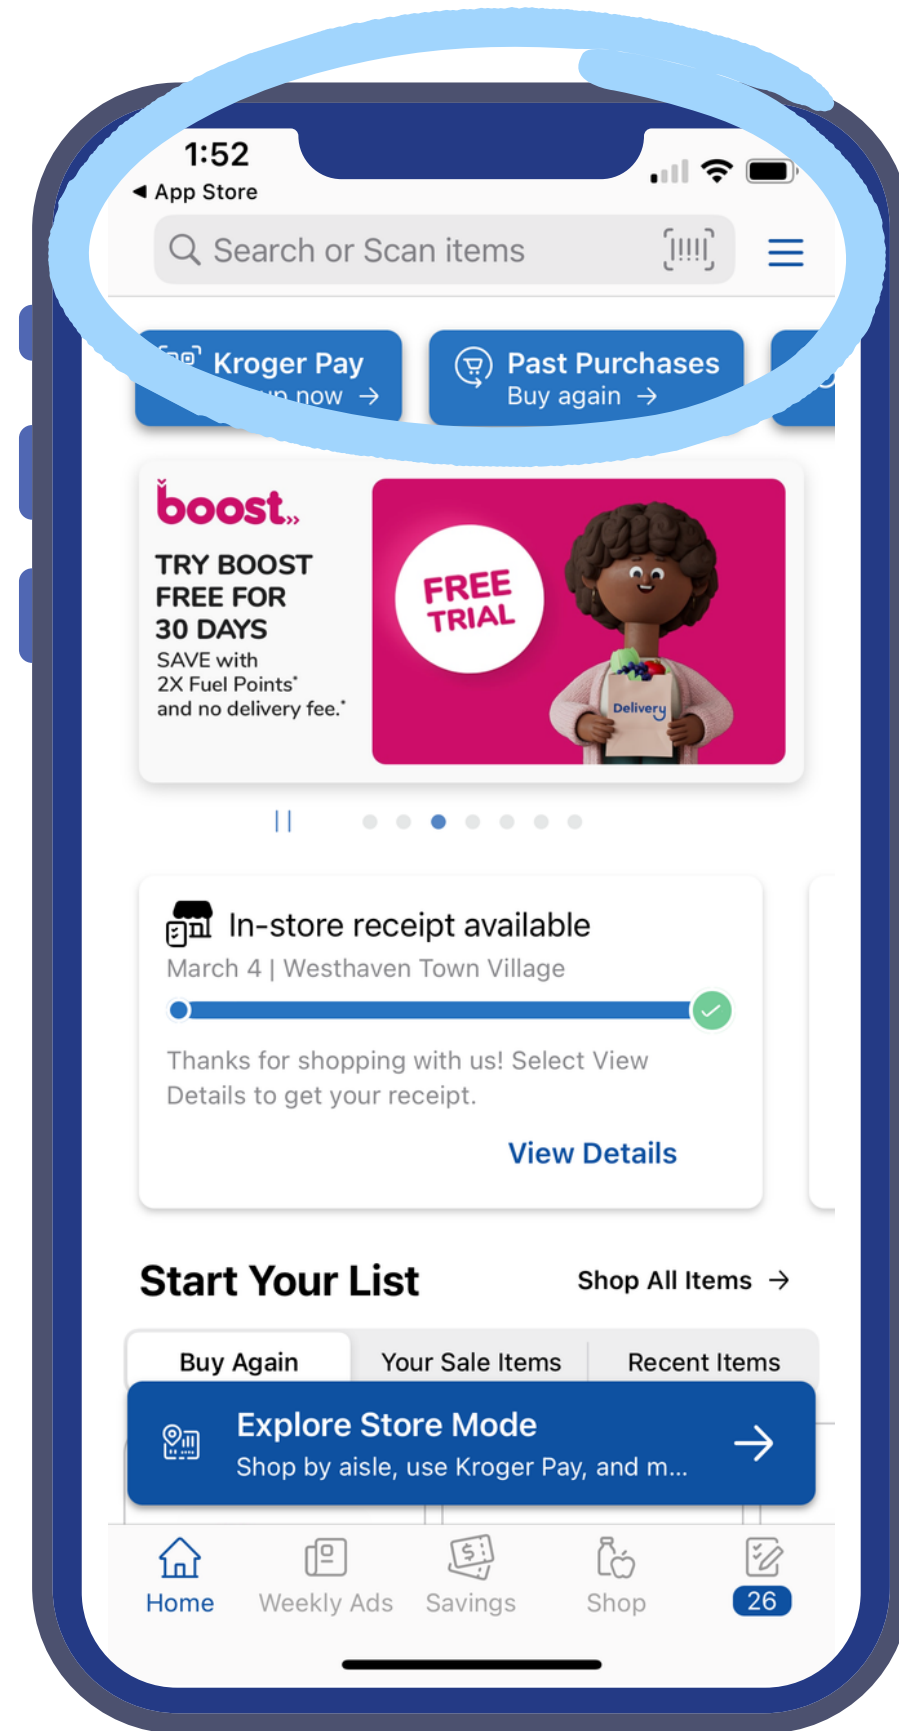 1:52
◀ App Store
Search or Scan items
Kroger Pay
now →
Past Purchases
Buy again →
boost»
TRY BOOST
FREE FOR
30 DAYS
SAVE with
2X Fuel Points*
and no delivery fee.*
FREE
TRIAL
Delivery
In-store receipt available
March 4 | Westhaven Town Village
Thanks for shopping with us! Select View
Details to get your receipt.
View Details
Start Your List
Shop All Items →
Buy Again
Your Sale Items
Recent Items
Explore Store Mode
Shop by aisle, use Kroger Pay, and m...
Home
Weekly Ads
Savings
Shop
26